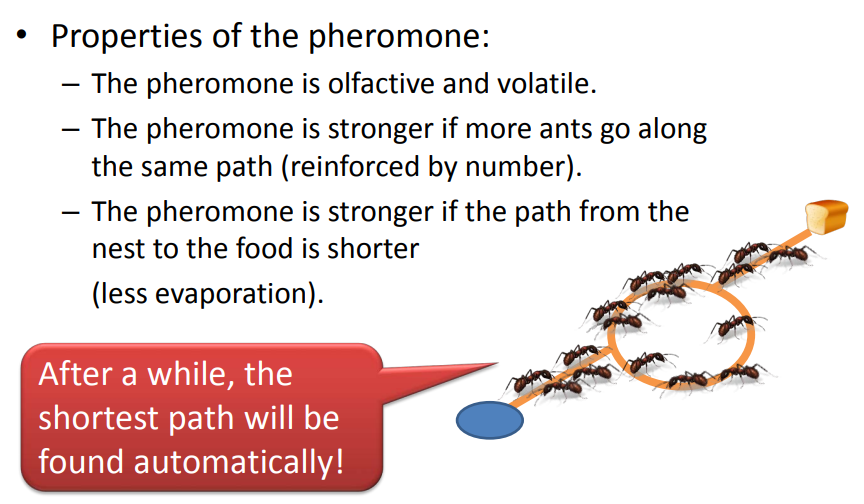 • Properties of the pheromone:
– The pheromone is olfactive and volatile.
– The pheromone is stronger if more ants go along
the same path (reinforced by number).
– The pheromone is stronger if the path from the
nest to the food is shorter
(less evaporation).
After a while, the
shortest path will be
found automatically!